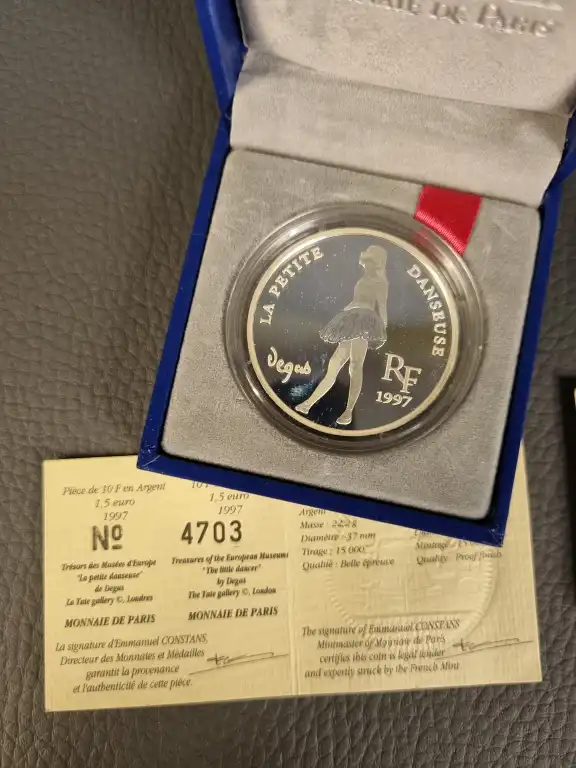 MONNAIE DE PARIS
LA PETITE DANSEUSE
Degas
RF
1997
Pièce de 10 F en Argent
1,5 euro
1997
Nº
Trésors des Musées d'Europe
"La petite danseuse"
de Degas
La Tate gallery ©, Londres
MONNAIE DE PARIS
La signature d'Emmanuel CONSTANS,
Directeur des Monnaies et Médailles
garantit la provenance
et l'authenticité de cette pièce.
1,5 euro
1997
4703
Treasures of the European Museums
"The little dancer"
by Degas
The Tate gallery ©, London
MONNAIE DE PARIS
Argent
Masse : 22,2 g
Diamètre : 37 mm
Tirage : 15 000
Qualité : Belle épreuve
Mintage
Quality : Proof
The signature of Emmanuel CONSTANS
Mintmaster of Monnaie de Paris
certifies this coin is legal tender
and expertly struck by the French Mint.